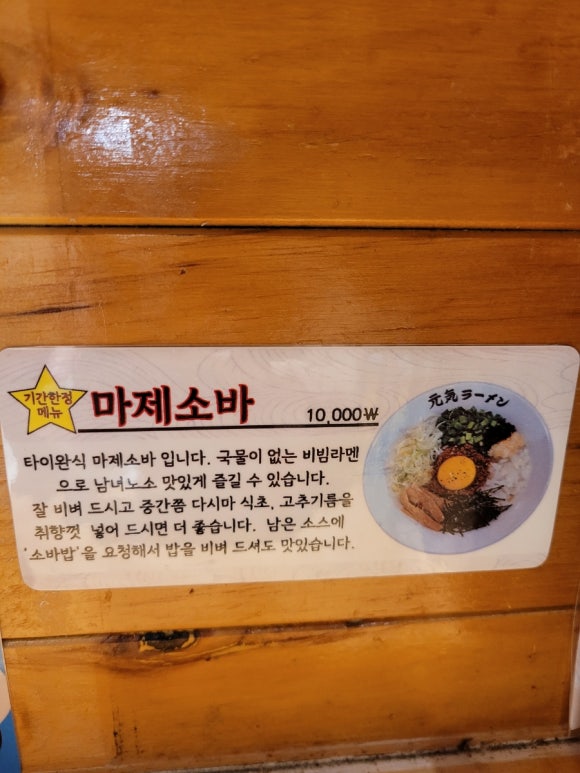 기간한정
메뉴
마제소바
10,000₩
타이완식 마제소바 입니다. 국물이 없는 비빔라멘
으로 남녀노소 맛있게 즐길 수 있습니다.
잘 비벼 드시고 중간쯤 다시마 식초, 고추기름을
취향껏 넣어 드시면 더 좋습니다. 남은 소스에
'소바밥'을 요청해서 밥을 비벼 드셔도 맛있습니다.
元気ラーメン